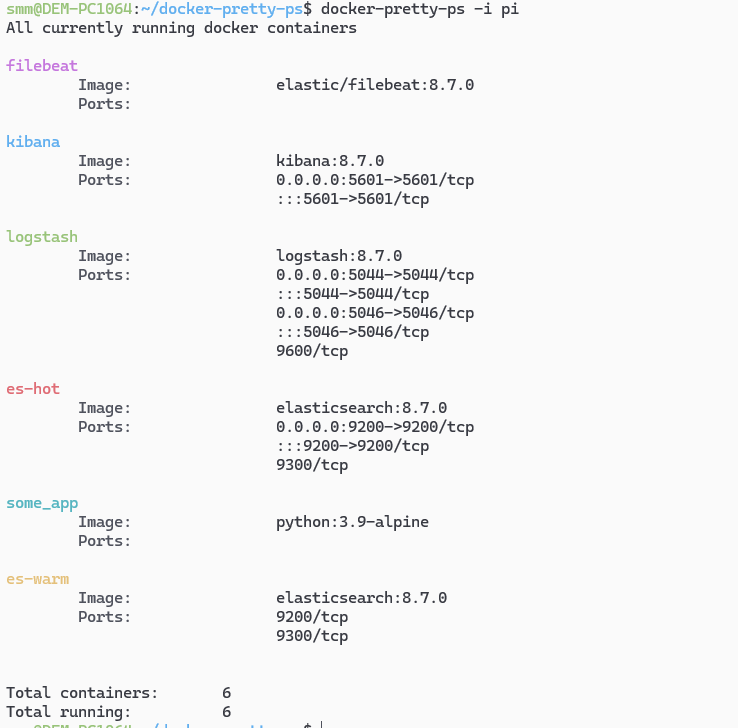 smm@DEM-PC1064:~/docker-pretty-ps$ docker-pretty-ps -i pi
All currently running docker containers
filebeat
Image: elastic/filebeat:8.7.0
Ports:
kibana
Image: kibana:8.7.0
Ports: 0.0.0.0:5601->5601/tcp
:::5601->5601/tcp
logstash
Image: logstash:8.7.0
Ports: 0.0.0.0:5044->5044/tcp
:::5044->5044/tcp
0.0.0.0:5046->5046/tcp
:::5046->5046/tcp
9600/tcp
es-hot
Image: elasticsearch:8.7.0
Ports: 0.0.0.0:9200->9200/tcp
:::9200->9200/tcp
9300/tcp
some_app
Image: python:3.9-alpine
Ports:
es-warm
Image: elasticsearch:8.7.0
Ports: 9200/tcp
9300/tcp
Total containers: 6
Total running: 6